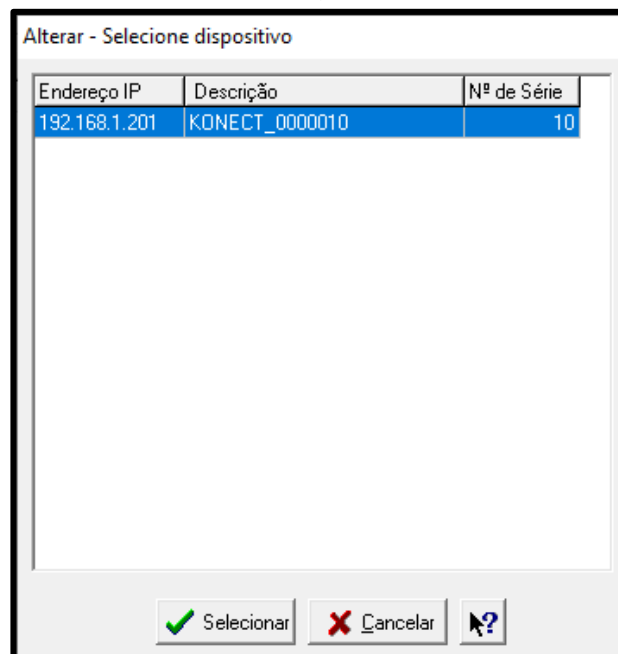 Alterar - Selecione dispositivo
Endereço IP Descrição Nº de Série
192.168.1.201 KONECT_0000010 10
Selecionar Cancelar ?